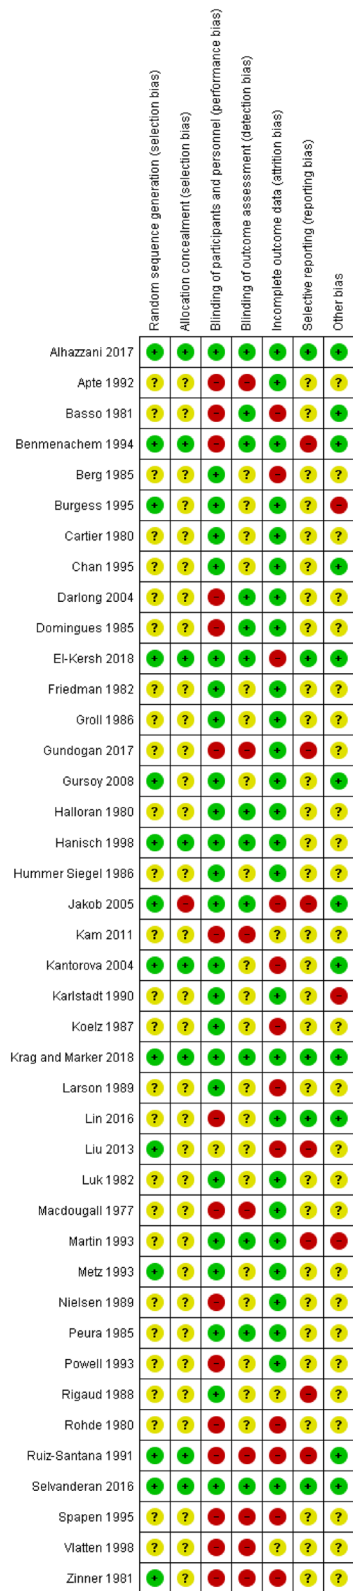 Random sequence generation (selection bias)
Allocation concealment (selection bias)
Blinding of participants and personnel (performance bias)
Blinding of outcome assessment (detection bias)
Incomplete outcome data (attrition bias)
Selective reporting (reporting bias)
Other bias
Alhazzani 2017 + + + + + + +
Apte 1992 ? ? - - + ? ?
Basso 1981 ? ? - + - ? +
Benmenachem 1994 + + - + + - +
Berg 1985 ? ? + ? - ? ?
Burgess 1995 + ? + ? + ? -
Cartier 1980 ? ? + ? + ? ?
Chan 1995 ? ? + ? + ? +
Darlong 2004 ? ? - + + ? ?
Domingues 1985 ? ? - + + ? ?
El-Kersh 2018 + + + + - + +
Friedman 1982 ? ? + ? + ? ?
Groll 1986 ? ? + ? + ? ?
Gundogan 2017 ? ? - - + - ?
Gursoy 2008 + ? + ? + ? +
Halloran 1980 ? ? + + + ? ?
Hanisch 1998 + + + + + ? ?
Hummer Siegel 1986 ? ? + ? + ? ?
Jakob 2005 + - + + - - +
Kam 2011 ? ? - - ? ? ?
Kantorova 2004 + + + ? - ? +
Karlstadt 1990 ? ? + ? + ? -
Koelz 1987 ? ? + ? - ? ?
Krag and Marker 2018 + + + + + + +
Larson 1989 ? ? + ? - ? ?
Lin 2016 ? ? - ? + + +
Liu 2013 + ? ? ? - - ?
Luk 1982 ? ? + ? + ? ?
Macdougall 1977 ? ? - - + ? ?
Martin 1993 ? ? + + + - -
Metz 1993 + ? + ? + ? ?
Nielsen 1989 ? ? - ? + ? ?
Peura 1985 ? ? + + + ? ?
Powell 1993 ? ? - ? + ? ?
Rigaud 1988 ? ? + ? ? - ?
Rohde 1980 ? ? - ? - ? ?
Ruiz-Santana 1991 + + - - - - +
Selvanderan 2016 + + + + + + +
Spapen 1995 ? ? - - - ? ?
Vlatten 1998 ? ? - - ? ? ?
Zinner 1981 + ? - - - ? ?